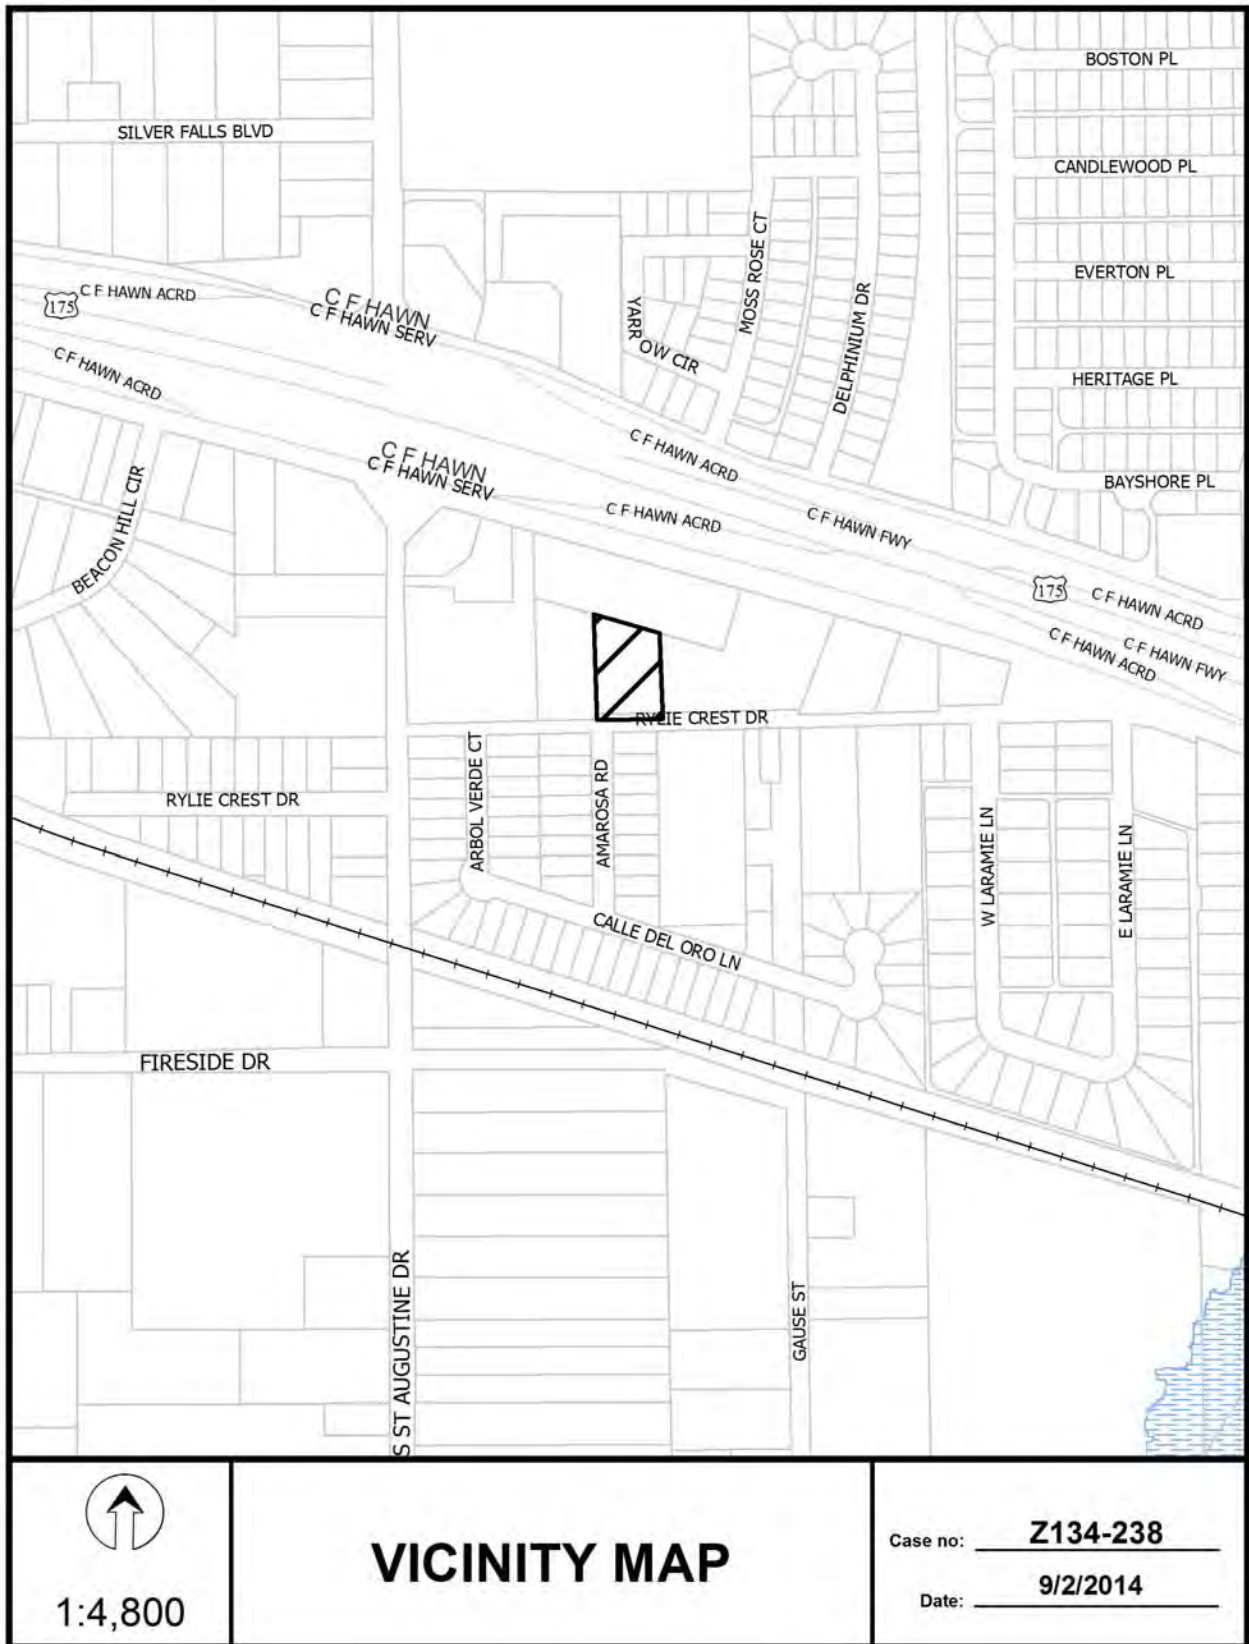 BOSTON PL
SILVER FALLS BLVD
CANDLEWOOD PL
MOSS ROSE CT
EVERTON PL
C F HAWN ACRD
175
C F HAWN
C F HAWN SERV
YARROW CIR
DELPHINIUM DR
C F HAWN ACRD
HERITAGE PL
C F HAWN ACRD
C F HAWN
C F HAWN SERV
BAYSHORE PL
BEACON HILL CIR
C F HAWN ACRD
C F HAWN FWY
175
C F HAWN ACRD
C F HAWN ACRD
C F HAWN FWY
RYLIE CREST DR
ARBOL VERDE CT
AMAROSA RD
RYLIE CREST DR
W LARAMIE LN
E LARAMIE LN
CALLE DEL ORO LN
FIRESIDE DR
S ST AUGUSTINE DR
GAUSE ST
1:4,800
VICINITY MAP
Case no: Z134-238
Date: 9/2/2014